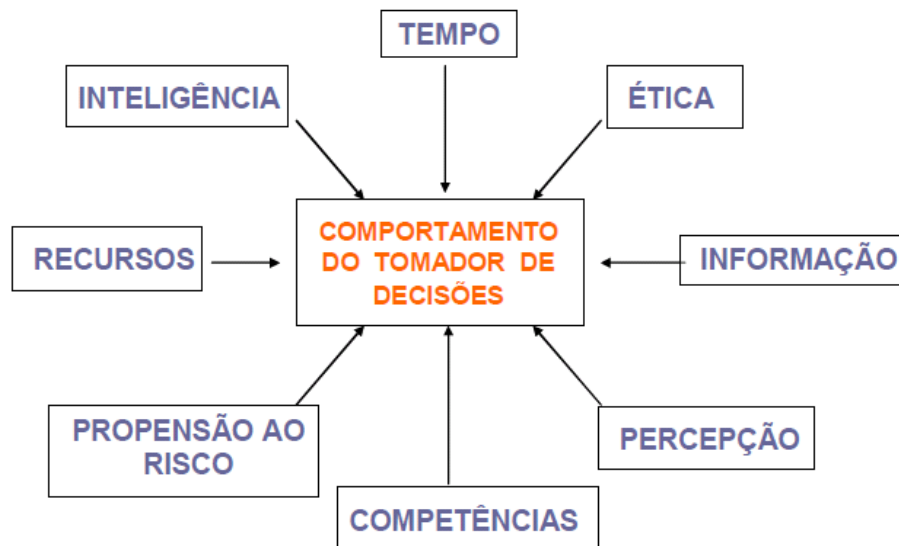 TEMPO
INTELIGÊNCIA
ÉTICA
RECURSOS
COMPORTAMENTO
DO TOMADOR DE
DECISÕES
INFORMAÇÃO
PROPENSÃO AO
RISCO
COMPETÊNCIAS
PERCEPÇÃO